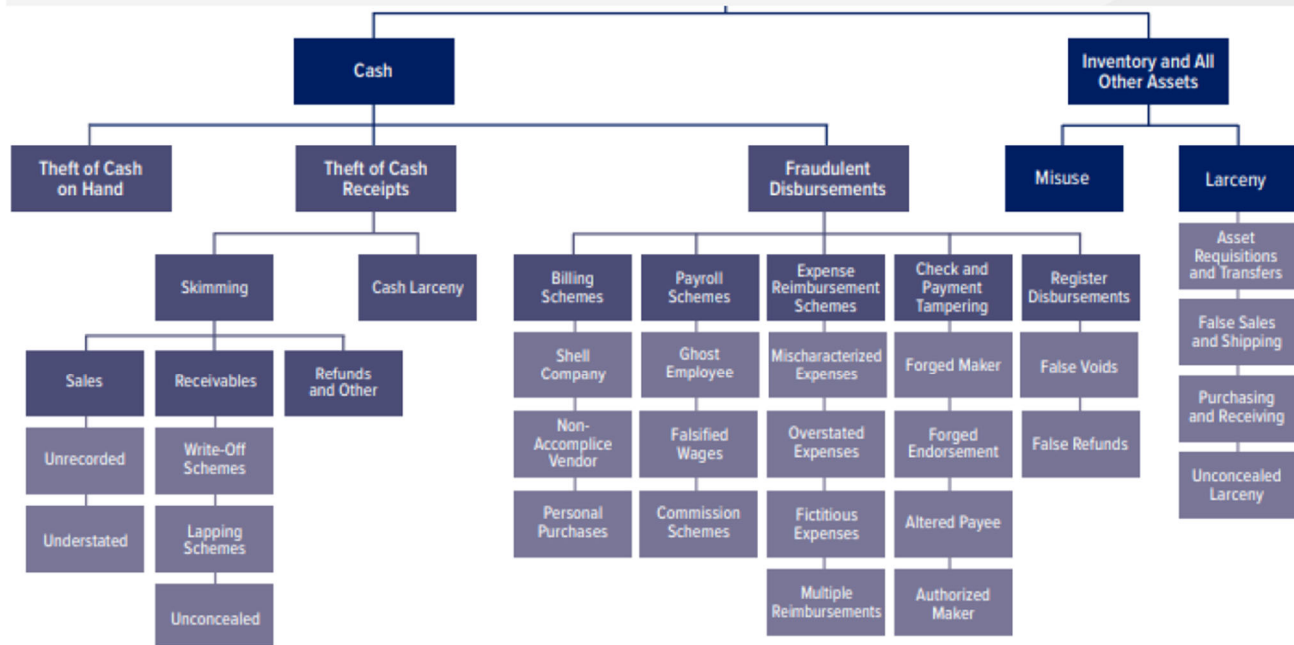 Cash
Inventory and All
Other Assets
Theft of Cash
on Hand
Theft of Cash
Receipts
Fraudulent
Disbursements
Misuse
Larceny
Skimming
Cash Larceny
Billing
Schemes
Payroll
Schemes
Expense
Reimbursement
Schemes
Check and
Payment
Tampering
Register
Disbursements
Asset
Requisitions
and Transfers
Sales
Receivables
Refunds
and Other
Shell
Company
Ghost
Employee
Mischaracterized
Expenses
Forged Maker
False Voids
False Sales
and Shipping
Unrecorded
Write-Off
Schemes
Non-
Accomplice
Vendor
Falsified
Wages
Overstated
Expenses
Forged
Endorsement
False Refunds
Purchasing
and Receiving
Understated
Lapping
Schemes
Personal
Purchases
Commission
Schemes
Fictitious
Expenses
Altered Payee
Unconcealed
Larceny
Unconcealed
Multiple
Reimbursements
Authorized
Maker